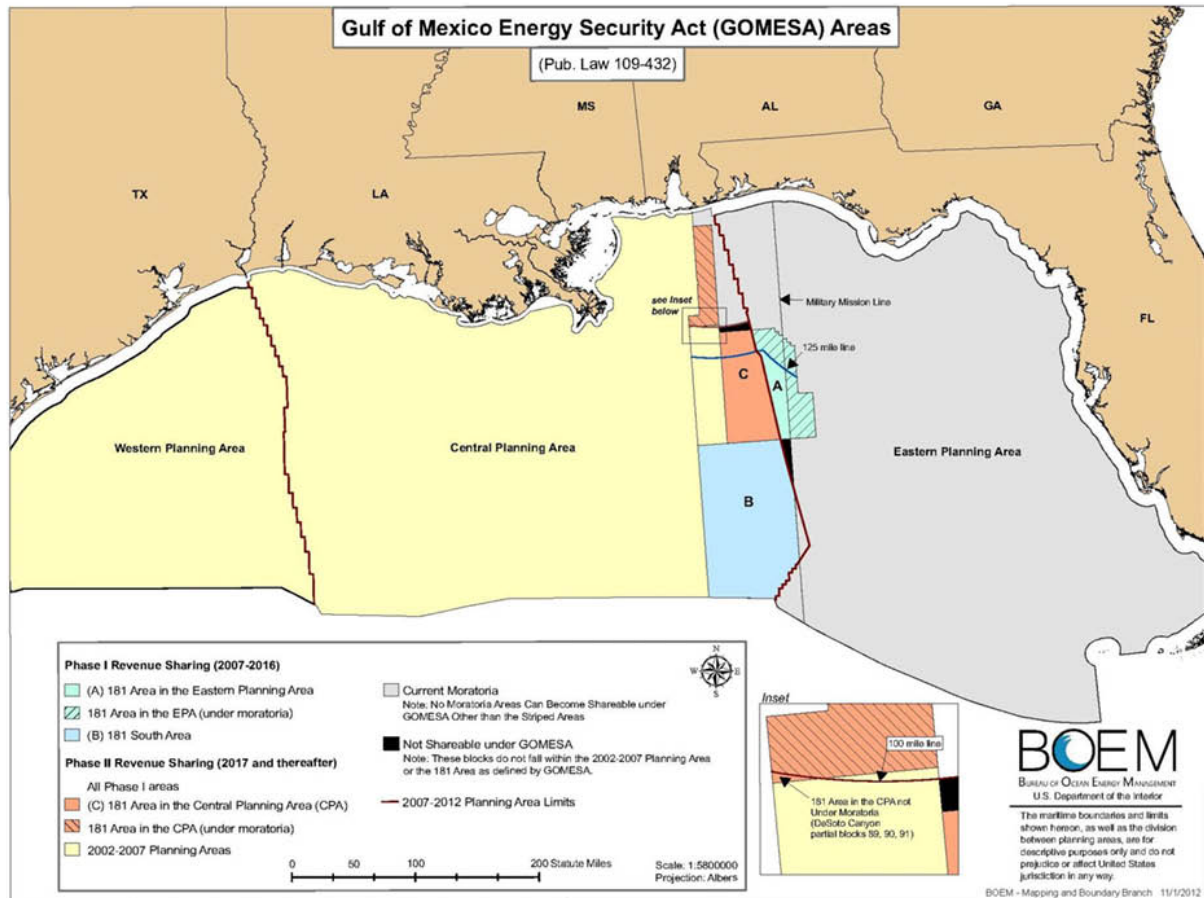 Gulf of Mexico Energy Security Act (GOMESA) Areas
(Pub. Law 109-432)
MS
AL
GA
TX
LA
FL
see Inset
below
Military Mission Line
125 mile line
C
A
Western Planning Area
Central Planning Area
Eastern Planning Area
B
Phase I Revenue Sharing (2007-2016)
(A) 181 Area in the Eastern Planning Area
181 Area in the EPA (under moratoria)
(B) 181 South Area
Phase II Revenue Sharing (2017 and thereafter)
All Phase I areas
(C) 181 Area in the Central Planning Area (CPA)
181 Area in the CPA (under moratoria)
2002-2007 Planning Areas
N
W
E
S
Current Moratoria
Note: No Moratoria Areas Can Become Shareable under
GOMESA Other than the Striped Areas
Not Shareable under GOMESA
Note: These blocks do not fall within the 2002-2007 Planning Area
or the 181 Area as defined by GOMESA.
2007-2012 Planning Area Limits
0 50 100 200 Statute Miles
Scale: 1:5800000
Projection: Albers
Inset
100 mile line
181 Area in the CPA not
Under Moratoria
(DeSoto Canyon
partial blocks 89, 90, 91)
BOEM
BUREAU OF OCEAN ENERGY MANAGEMENT
U.S. Department of the Interior
The maritime boundaries and limits
shown hereon, as well as the division
between planning areas, are for
descriptive purposes only and do not
prejudice or affect United States
jurisdiction in any way.
BOEM - Mapping and Boundary Branch 11/1/2012